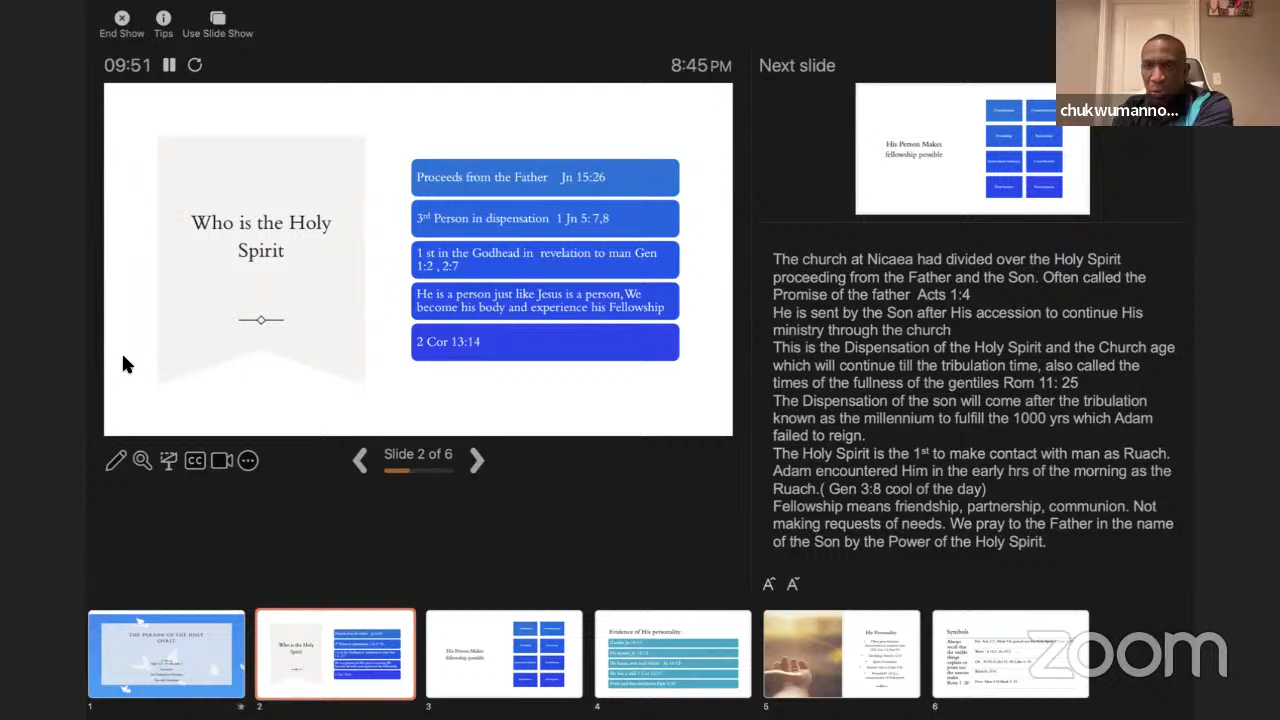 End Show
Tips
Use Slide Show
09:51
8:45 PM
Next slide
chukwumanno...
Who is the Holy
Spirit
Proceeds from the Father Jn 15:26
3rd Person in dispensation 1 Jn 5: 7,8
1 st in the Godhead in revelation to man Gen
1:2 , 2:7
He is a person just like Jesus is a person, We
become his body and experience his Fellowship
2 Cor 13:14
His Person Makes
fellowship possible
The church at Nicaea had divided over the Holy Spirit
proceeding from the Father and the Son. Often called the
Promise of the father Acts 1:4
He is sent by the Son after His accession to continue His
ministry through the church
This is the Dispensation of the Holy Spirit and the Church age
which will continue till the tribulation time, also called the
times of the fullness of the gentiles Rom 11: 25
The Dispensation of the son will come after the tribulation
known as the millennium to fulfill the 1000 yrs which Adam
failed to reign.
The Holy Spirit is the 1st to make contact with man as Ruach.
Adam encountered Him in the early hrs of the morning as the
Ruach.( Gen 3:8 cool of the day)
Fellowship means friendship, partnership, communion. Not
making requests of needs. We pray to the Father in the name
of the Son by the Power of the Holy Spirit.
CC
Slide 2 of 6
THE PERSON OF THE HOLY
SPIRIT
Who is the Holy
Spirit
His Person Makes
fellowship possible
Evidence of His personality
His Personality
Symbols
zoom
1
2
3
4
5
6